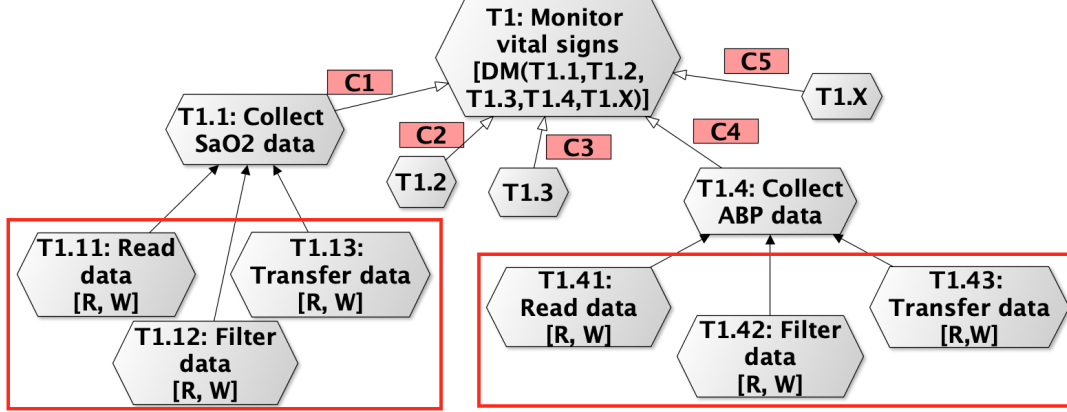 T1: Monitor
vital signs
[DM(T1.1,T1.2,
T1.3,T1.4,T1.X)]
C1
C5
T1.X
T1.1: Collect
SaO2 data
C2
C3
C4
T1.2
T1.3
T1.4: Collect
ABP data
T1.11: Read
data
[R, W]
T1.13:
Transfer data
[R, W]
T1.12: Filter
data
[R, W]
T1.41:
Read data
[R, W]
T1.42: Filter
data
[R, W]
T1.43:
Transfer data
[R,W]